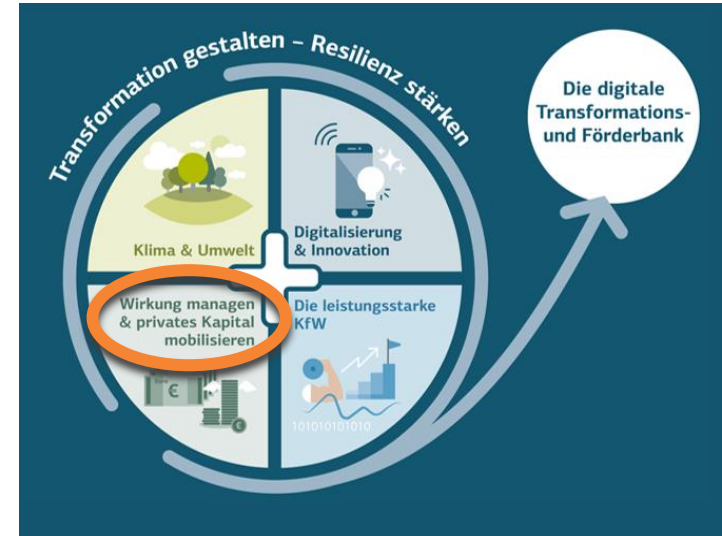 Transformation gestalten – Resilienz stärken
Die digitale
Transformations-
und Förderbank
Klima & Umwelt
Digitalisierung
& Innovation
Wirkung managen
& privates Kapital
mobilisieren
Die leistungsstarke
KfW
€
€
101010101010